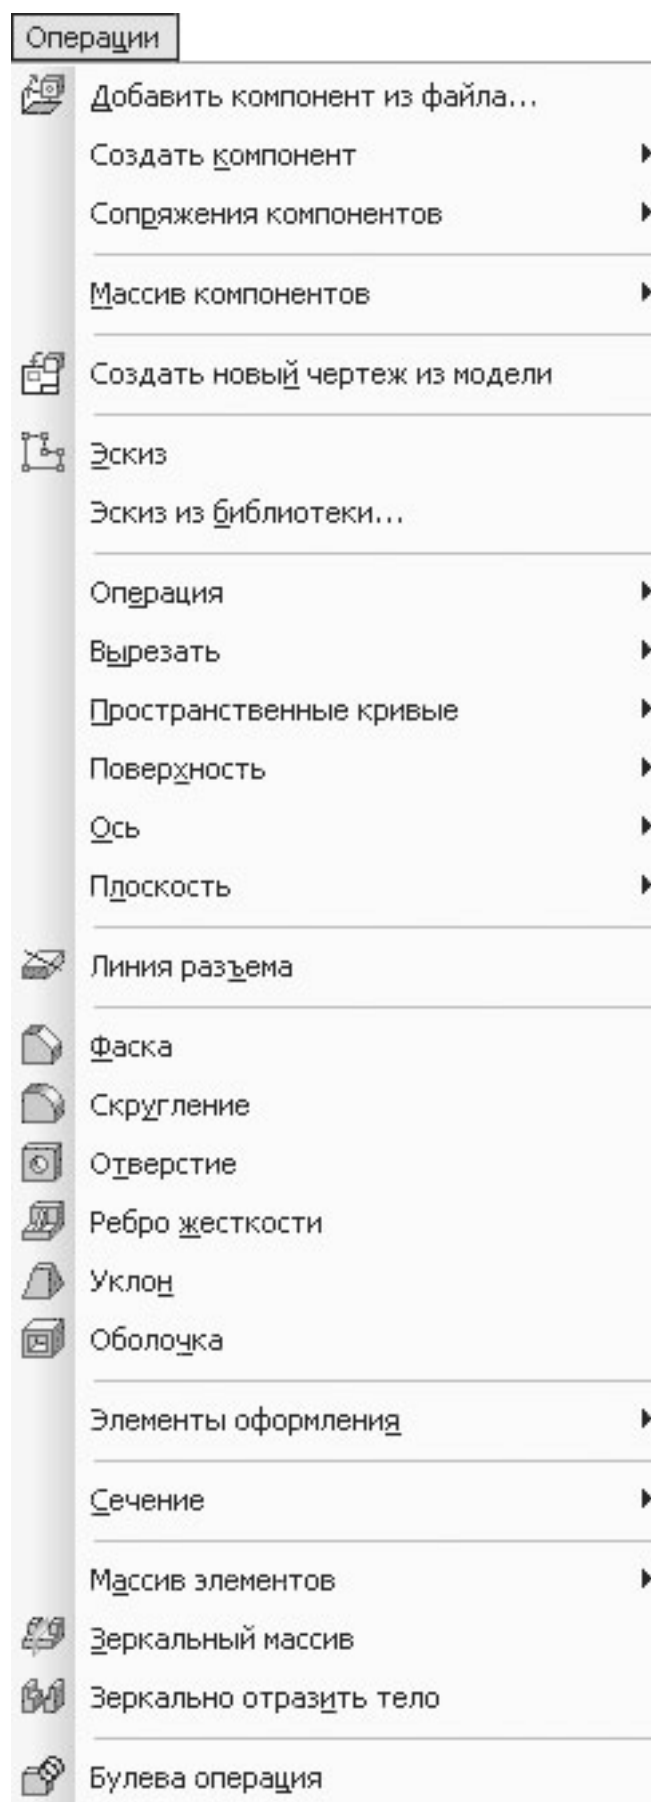 Операции
Добавить компонент из файла...
Создать компонент
Сопряжения компонентов
Массив компонентов
Создать новый чертеж из модели
Эскиз
Эскиз из библиотеки...
Операция
Вырезать
Пространственные кривые
Поверхность
Ось
Плоскость
Линия разъема
Фаска
Скругление
Отверстие
Ребро жесткости
Уклон
Оболочка
Элементы оформления
Сечение
Массив элементов
Зеркальный массив
Зеркально отразить тело
Булева операция